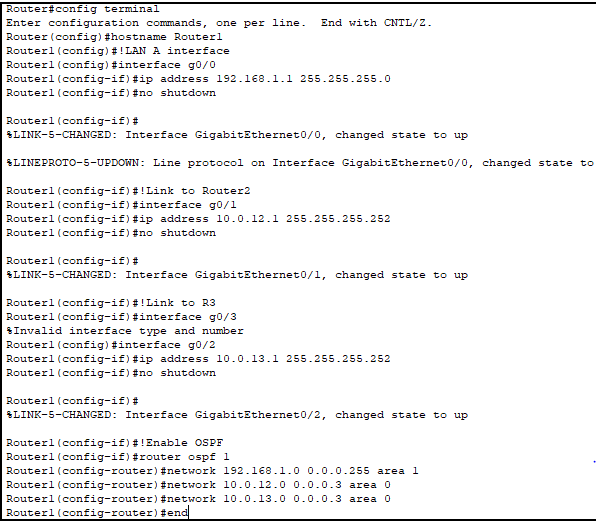 Router#config terminal
Enter configuration commands, one per line.  End with CNTL/Z.
Router(config)#hostname Router1
Router1(config)#!LAN A interface
Router1(config)#interface g0/0
Router1(config-if)#ip address 192.168.1.1 255.255.255.0
Router1(config-if)#no shutdown
Router1(config-if)#
%LINK-5-CHANGED: Interface GigabitEthernet0/0, changed state to up
%LINEPROTO-5-UPDOWN: Line protocol on Interface GigabitEthernet0/0, changed state to
Router1(config-if)#!Link to Router2
Router1(config-if)#interface g0/1
Router1(config-if)#ip address 10.0.12.1 255.255.255.252
Router1(config-if)#no shutdown
Router1(config-if)#
%LINK-5-CHANGED: Interface GigabitEthernet0/1, changed state to up
Router1(config-if)#!Link to R3
Router1(config-if)#interface g0/3
%Invalid interface type and number
Router1(config)#interface g0/2
Router1(config-if)#ip address 10.0.13.1 255.255.255.252
Router1(config-if)#no shutdown
Router1(config-if)#
%LINK-5-CHANGED: Interface GigabitEthernet0/2, changed state to up
Router1(config-if)#!Enable OSPF
Router1(config-if)#router ospf 1
Router1(config-router)#network 192.168.1.0 0.0.0.255 area 1
Router1(config-router)#network 10.0.12.0 0.0.0.3 area 0
Router1(config-router)#network 10.0.13.0 0.0.0.3 area 0
Router1(config-router)#end